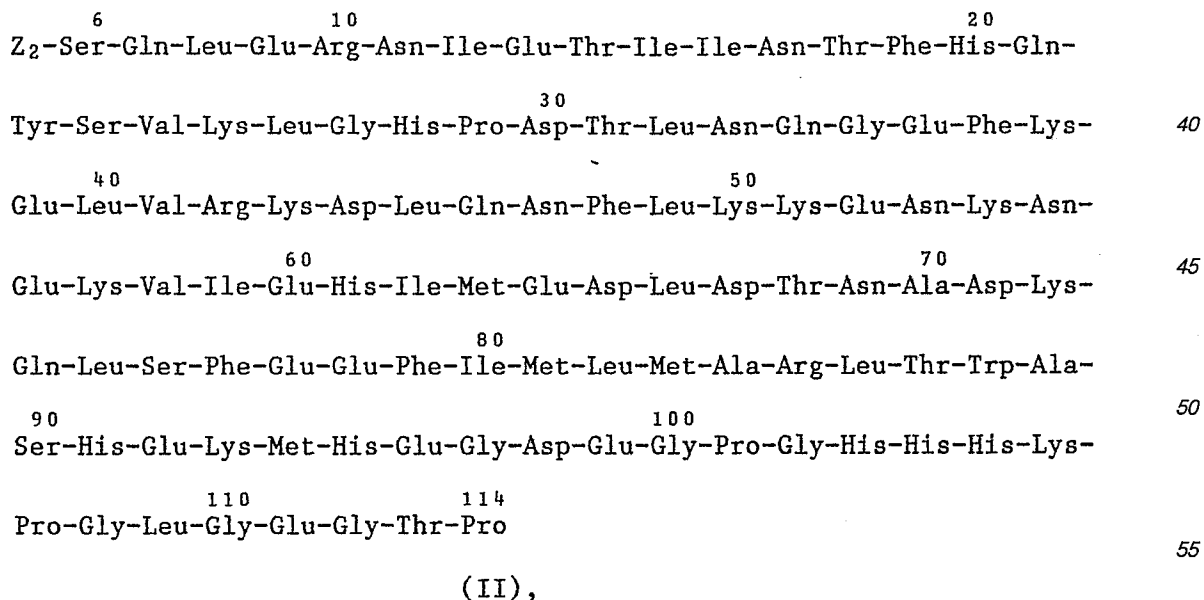 6 10 20
Z2-Ser-Gln-Leu-Glu-Arg-Asn-Ile-Glu-Thr-Ile-Ile-Asn-Thr-Phe-His-Gln-
30
Tyr-Ser-Val-Lys-Leu-Gly-His-Pro-Asp-Thr-Leu-Asn-Gln-Gly-Glu-Phe-Lys- 40
40 50
Glu-Leu-Val-Arg-Lys-Asp-Leu-Gln-Asn-Phe-Leu-Lys-Lys-Glu-Asn-Lys-Asn-
60 70 45
Glu-Lys-Val-Ile-Glu-His-Ile-Met-Glu-Asp-Leu-Asp-Thr-Asn-Ala-Asp-Lys-
80
Gln-Leu-Ser-Phe-Glu-Glu-Phe-Ile-Met-Leu-Met-Ala-Arg-Leu-Thr-Trp-Ala-
90 100 50
Ser-His-Glu-Lys-Met-His-Glu-Gly-Asp-Glu-Gly-Pro-Gly-His-His-His-Lys-
110 114
Pro-Gly-Leu-Gly-Glu-Gly-Thr-Pro
55
(II),